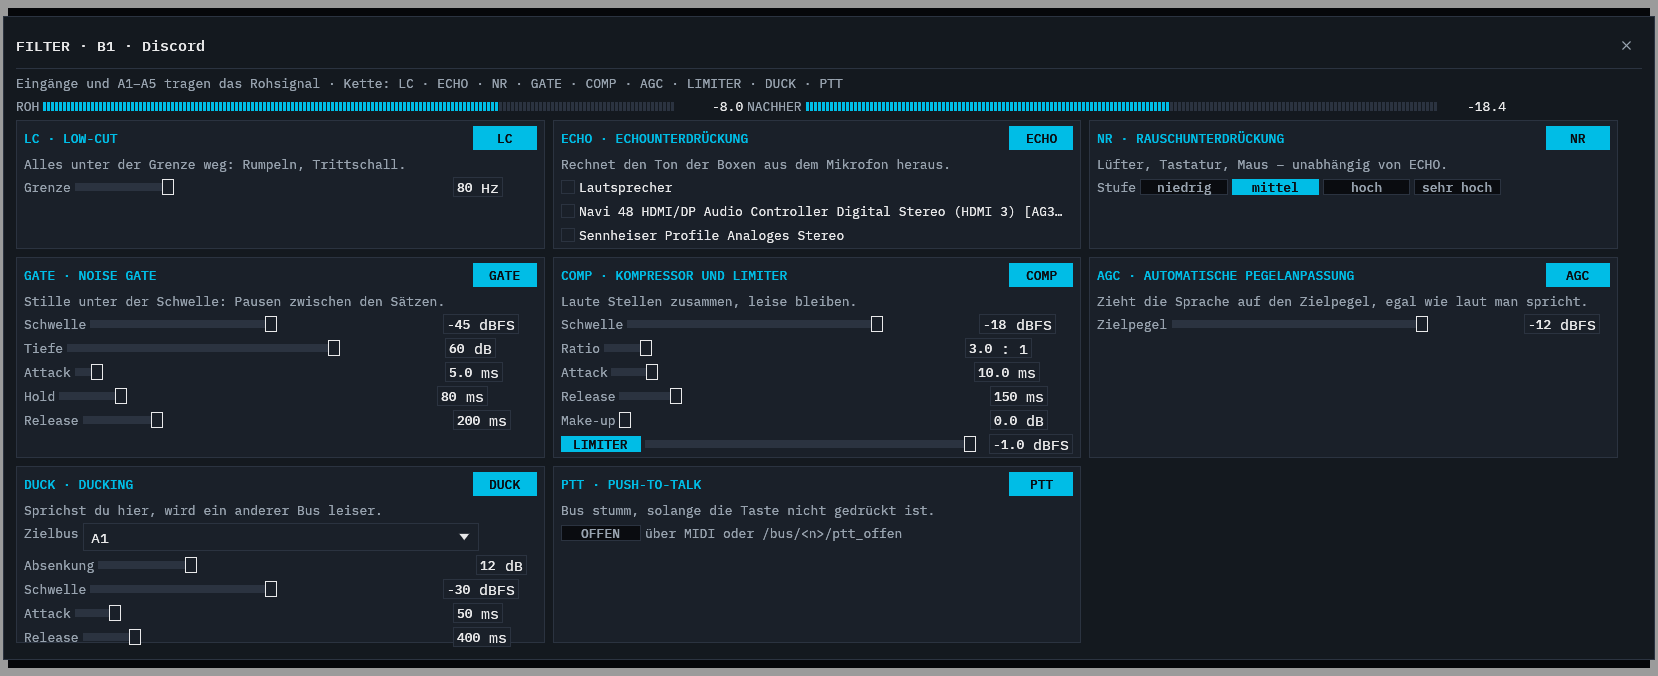 FILTER · B1 · Discord ×
Eingänge und A1–A5 tragen das Rohsignal · Kette: LC · ECHO · NR · GATE · COMP · AGC · LIMITER · DUCK · PTT
ROH -8.0 NACHHER -18.4
LC · LOW-CUT LC
Alles unter der Grenze weg: Rumpeln, Trittschall.
Grenze 80 Hz
ECHO · ECHOUNTERDRÜCKUNG ECHO
Rechnet den Ton der Boxen aus dem Mikrofon heraus.
Lautsprecher
Navi 48 HDMI/DP Audio Controller Digital Stereo (HDMI 3) [AG3…
Sennheiser Profile Analoges Stereo
NR · RAUSCHUNTERDRÜCKUNG NR
Lüfter, Tastatur, Maus – unabhängig von ECHO.
Stufe niedrig mittel hoch sehr hoch
GATE · NOISE GATE GATE
Stille unter der Schwelle: Pausen zwischen den Sätzen.
Schwelle -45 dBFS
Tiefe 60 dB
Attack 5.0 ms
Hold 80 ms
Release 200 ms
COMP · KOMPRESSOR UND LIMITER COMP
Laute Stellen zusammen, leise bleiben.
Schwelle -18 dBFS
Ratio 3.0 : 1
Attack 10.0 ms
Release 150 ms
Make-up 0.0 dB
LIMITER -1.0 dBFS
AGC · AUTOMATISCHE PEGELANPASSUNG AGC
Zieht die Sprache auf den Zielpegel, egal wie laut man spricht.
Zielpegel -12 dBFS
DUCK · DUCKING DUCK
Sprichst du hier, wird ein anderer Bus leiser.
Zielbus A1
Absenkung 12 dB
Schwelle -30 dBFS
Attack 50 ms
Release 400 ms
PTT · PUSH-TO-TALK PTT
Bus stumm, solange die Taste nicht gedrückt ist.
OFFEN über MIDI oder /bus/<n>/ptt_offen